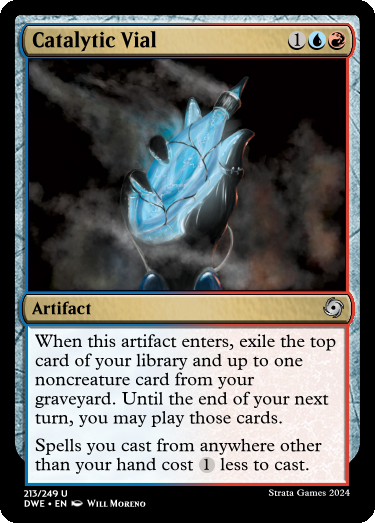 Catalytic Vial 1
Artifact
When this artifact enters, exile the top
card of your library and up to one
noncreature card from your
graveyard. Until the end of your next
turn, you may play those cards.
Spells you cast from anywhere other
than your hand cost 1 less to cast.
213/249 U
Strata Games 2024
DWE • EN Will Moreno